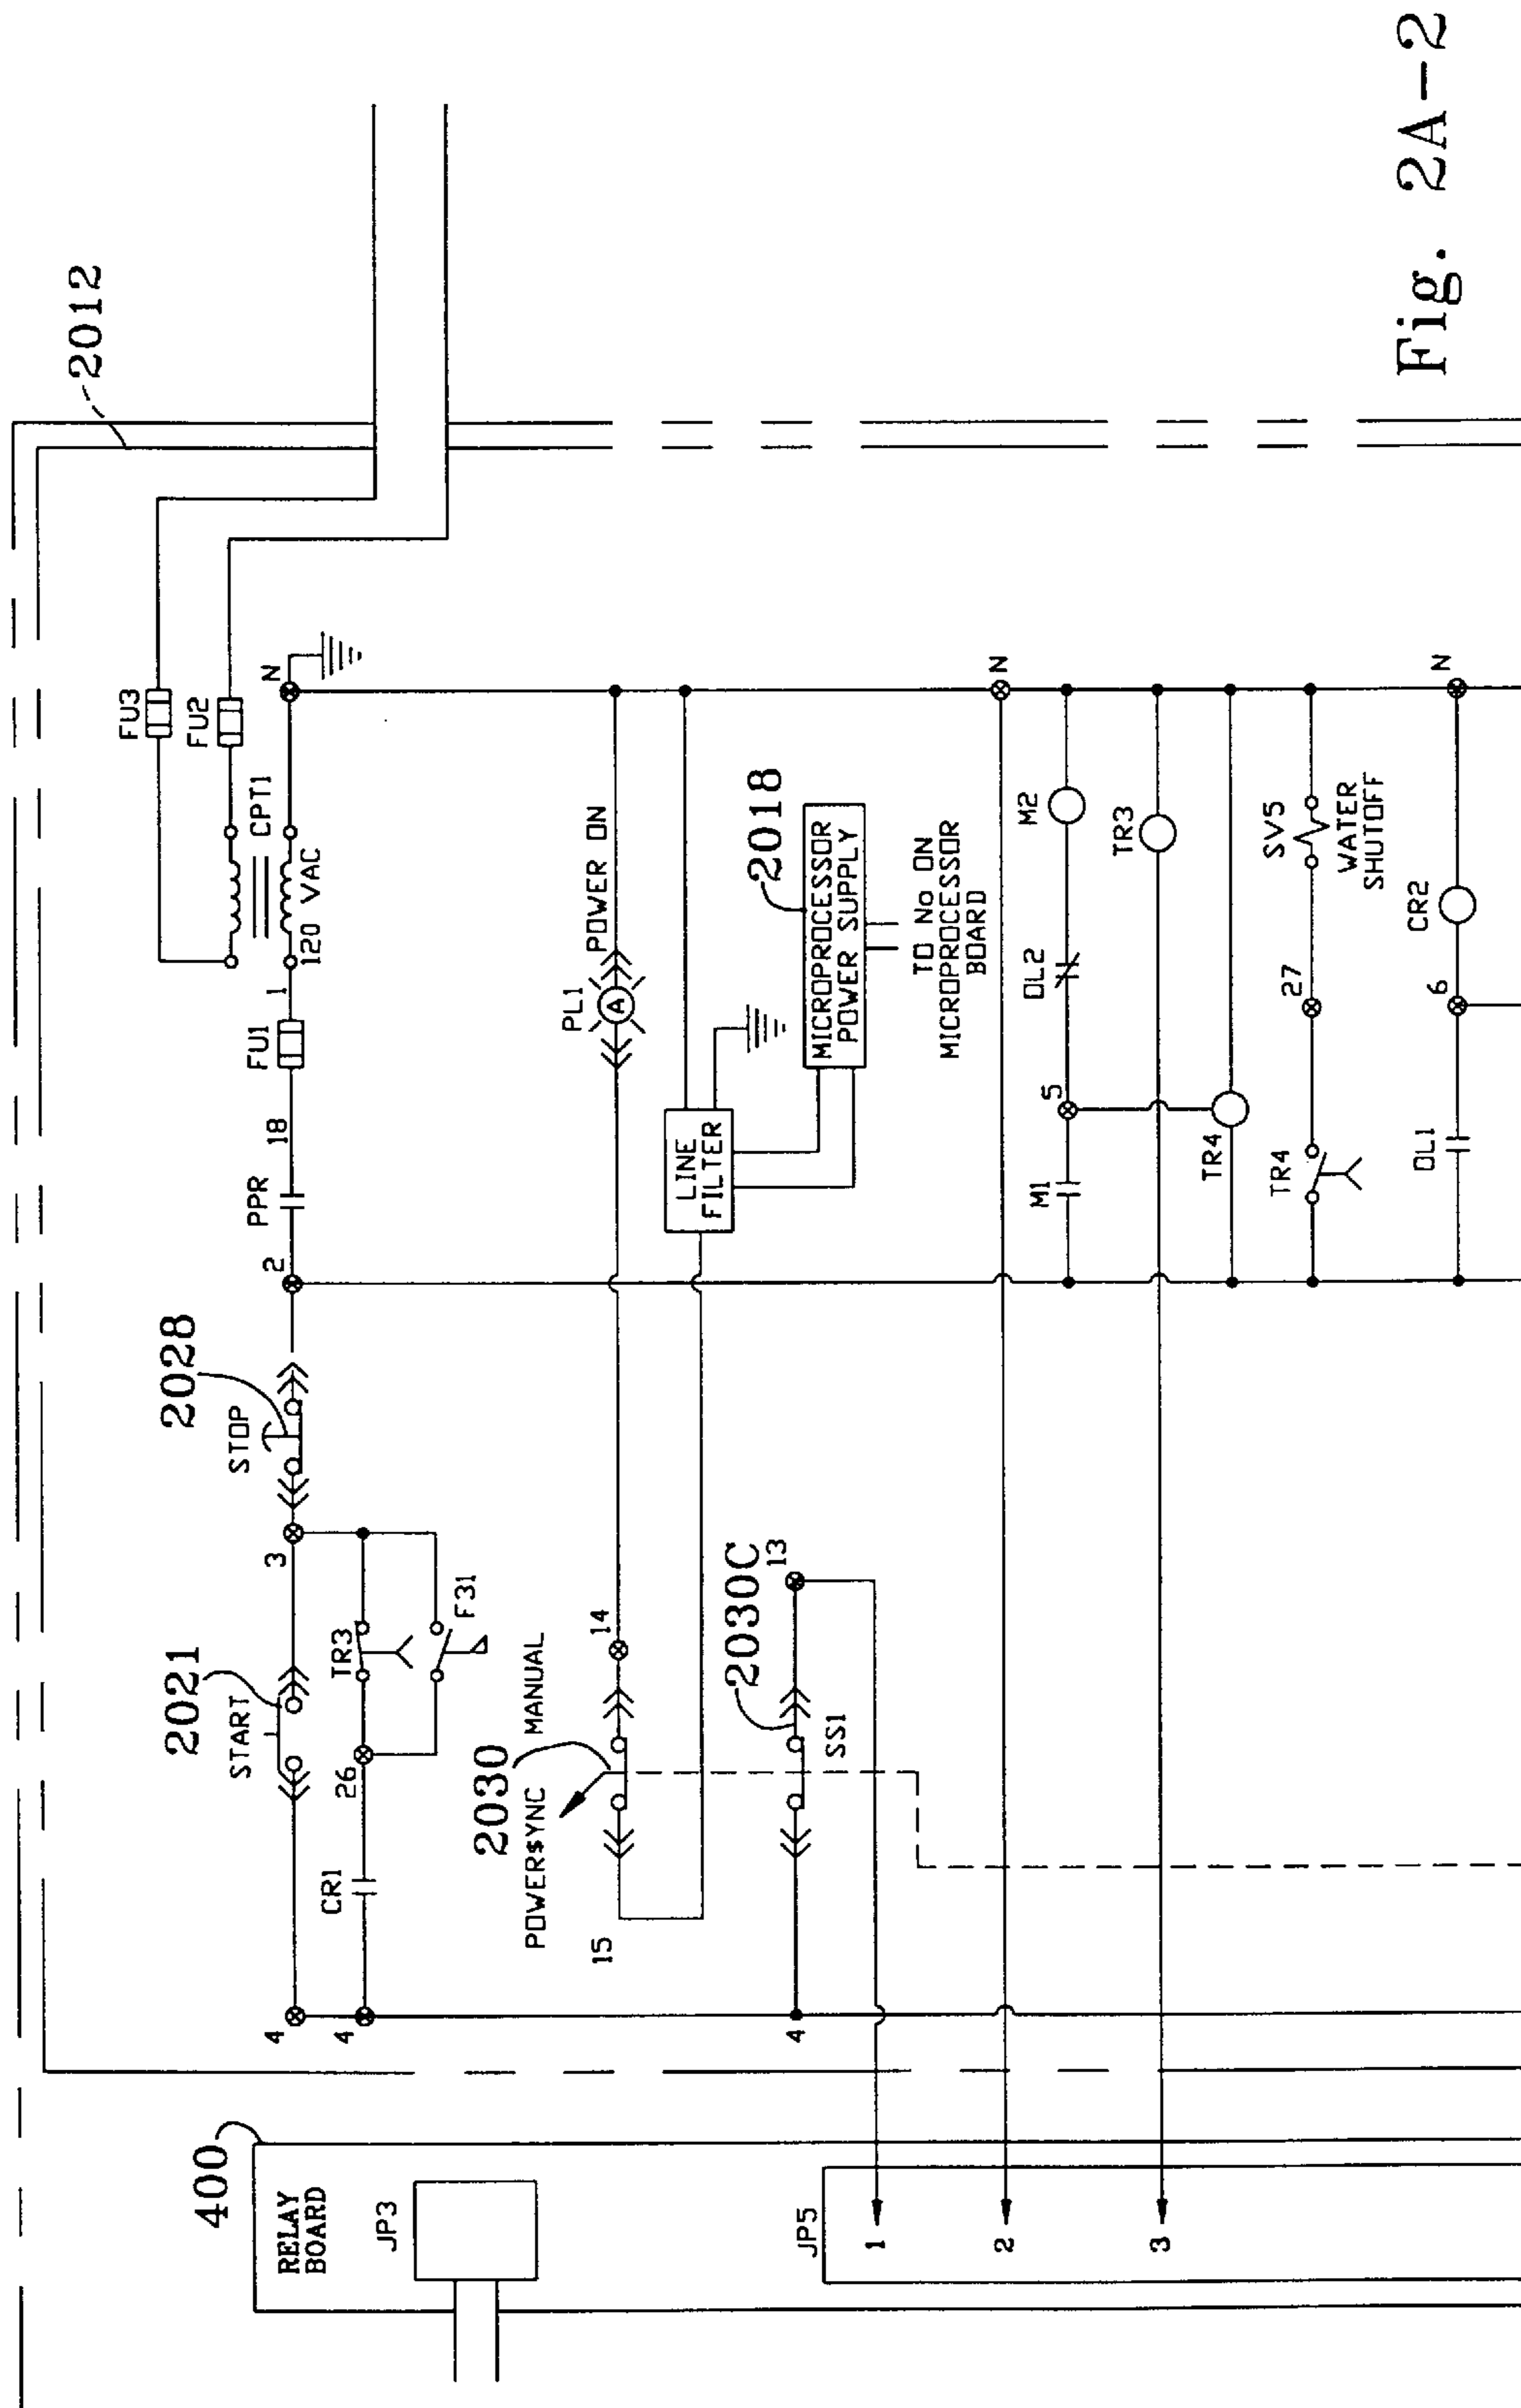 2012
400
RELAY
BOARD
JP3
4
4
START
2021
CR1
26
TR3
F31
3
STOP
2028
2
PPR
18
FU1
1
120 VAC
CPT1
FU2
FU3
N
2030
POWER$YNC
MANUAL
15
14
PL1
POWER ON
LINE
FILTER
2018
MICROPROCESSOR
POWER SUPPLY
TO No ON
MICROPROCESSOR
BOARD
2030C
13
4
SS1
JP5
1
2
N
3
M1
5
OL2
M2
TR3
TR4
TR4
27
SV5
WATER
SHUTOFF
OL1
6
CR2
N
Fig. 2A-2